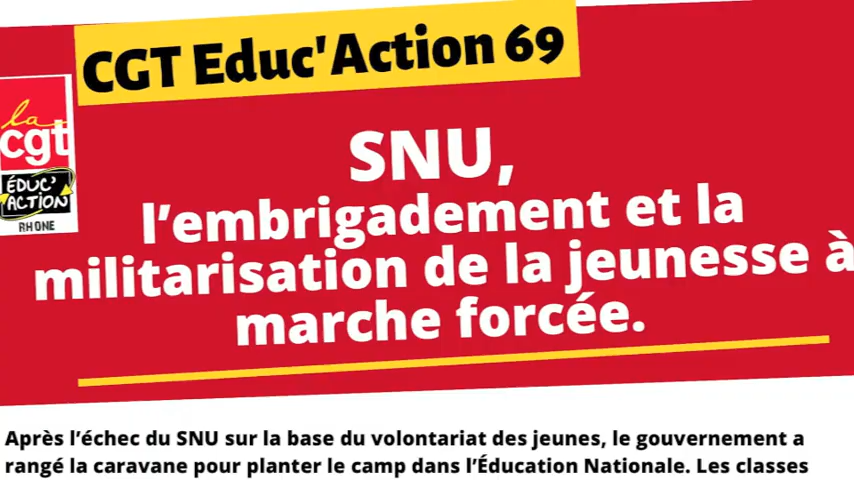 CGT Educ'Action 69
la
cgt
ÉDUC'
ACTION
RHONE
SNU,
l’embrigadement et la
militarisation de la jeunesse à
marche forcée.
Après l’échec du SNU sur la base du volontariat des jeunes, le gouvernement a
rangé la caravane pour planter le camp dans l’Éducation Nationale. Les classes